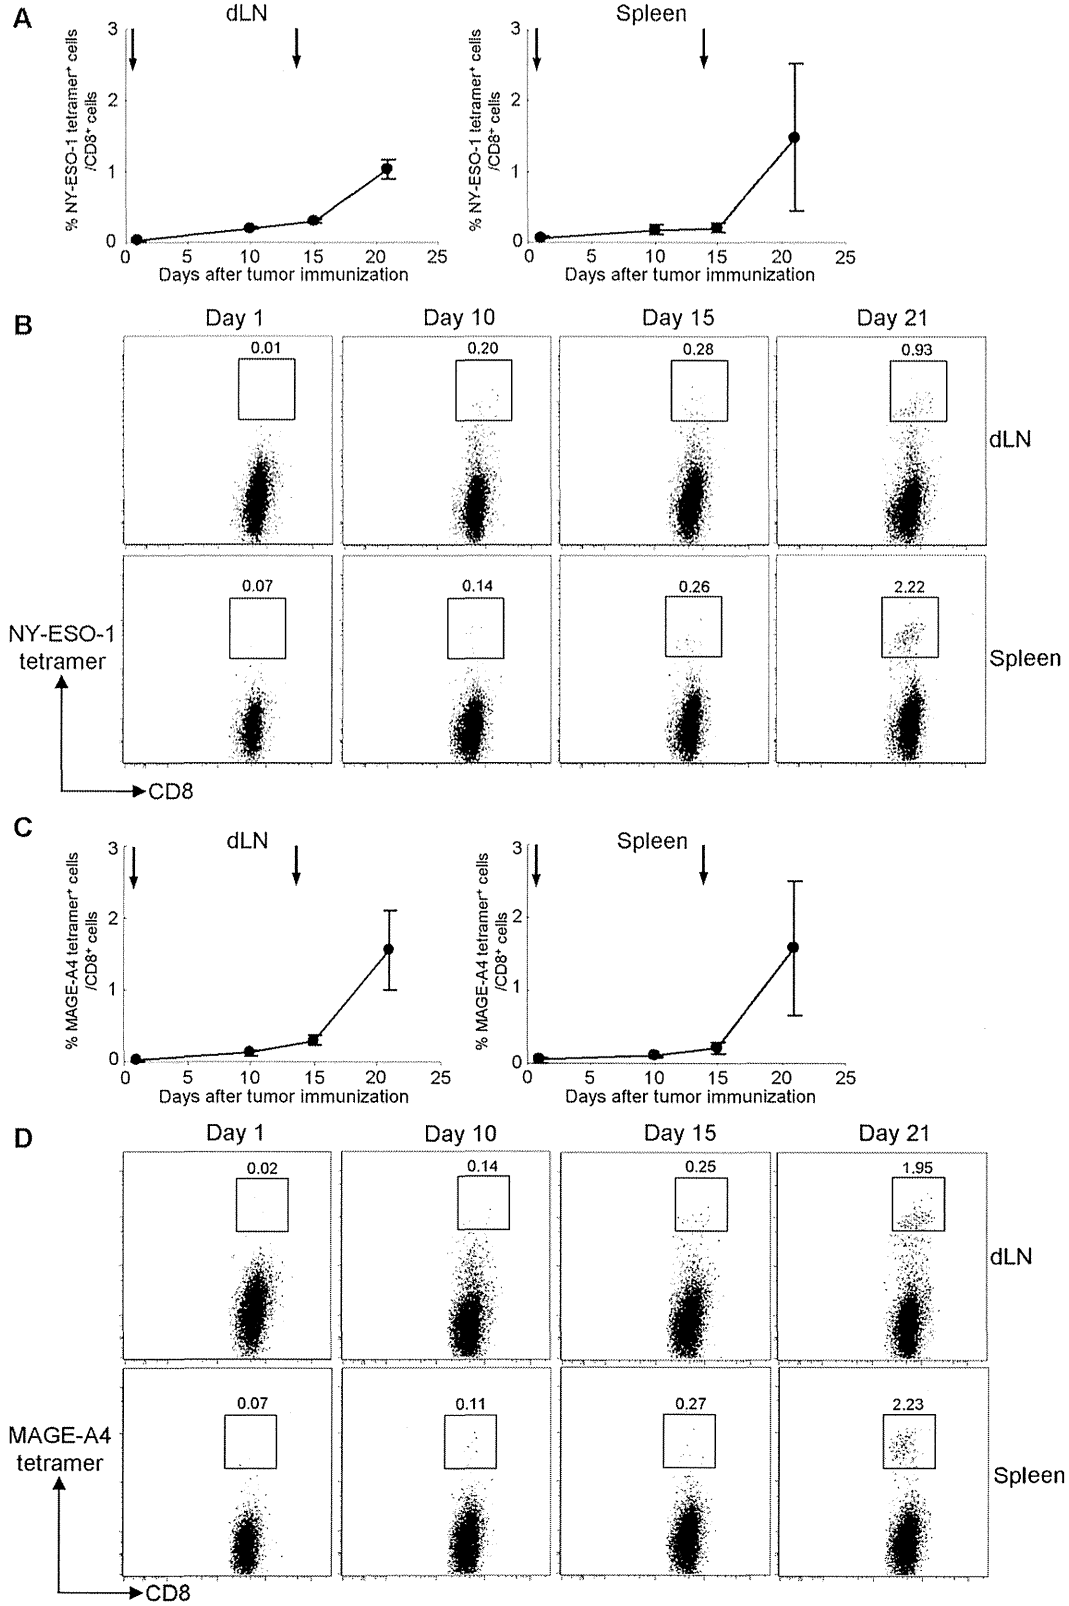 A
dLN
Spleen
% NY-ESO-1 tetramer⁺ cells
/CD8⁺ cells
3
2
1
0
0 5 10 15 20 25
Days after tumor immunization
% NY-ESO-1 tetramer⁺ cells
/CD8⁺ cells
3
2
1
0
0 5 10 15 20 25
Days after tumor immunization
B
Day 1 Day 10 Day 15 Day 21
0.01 0.20 0.28 0.93
dLN
0.07 0.14 0.26 2.22
Spleen
NY-ESO-1
tetramer
CD8
C
dLN
Spleen
% MAGE-A4 tetramer⁺ cells
/CD8⁺ cells
3
2
1
0
0 5 10 15 20 25
Days after tumor immunization
% MAGE-A4 tetramer⁺ cells
/CD8⁺ cells
3
2
1
0
0 5 10 15 20 25
Days after tumor immunization
D
Day 1 Day 10 Day 15 Day 21
0.02 0.14 0.25 1.95
dLN
0.07 0.11 0.27 2.23
Spleen
MAGE-A4
tetramer
CD8